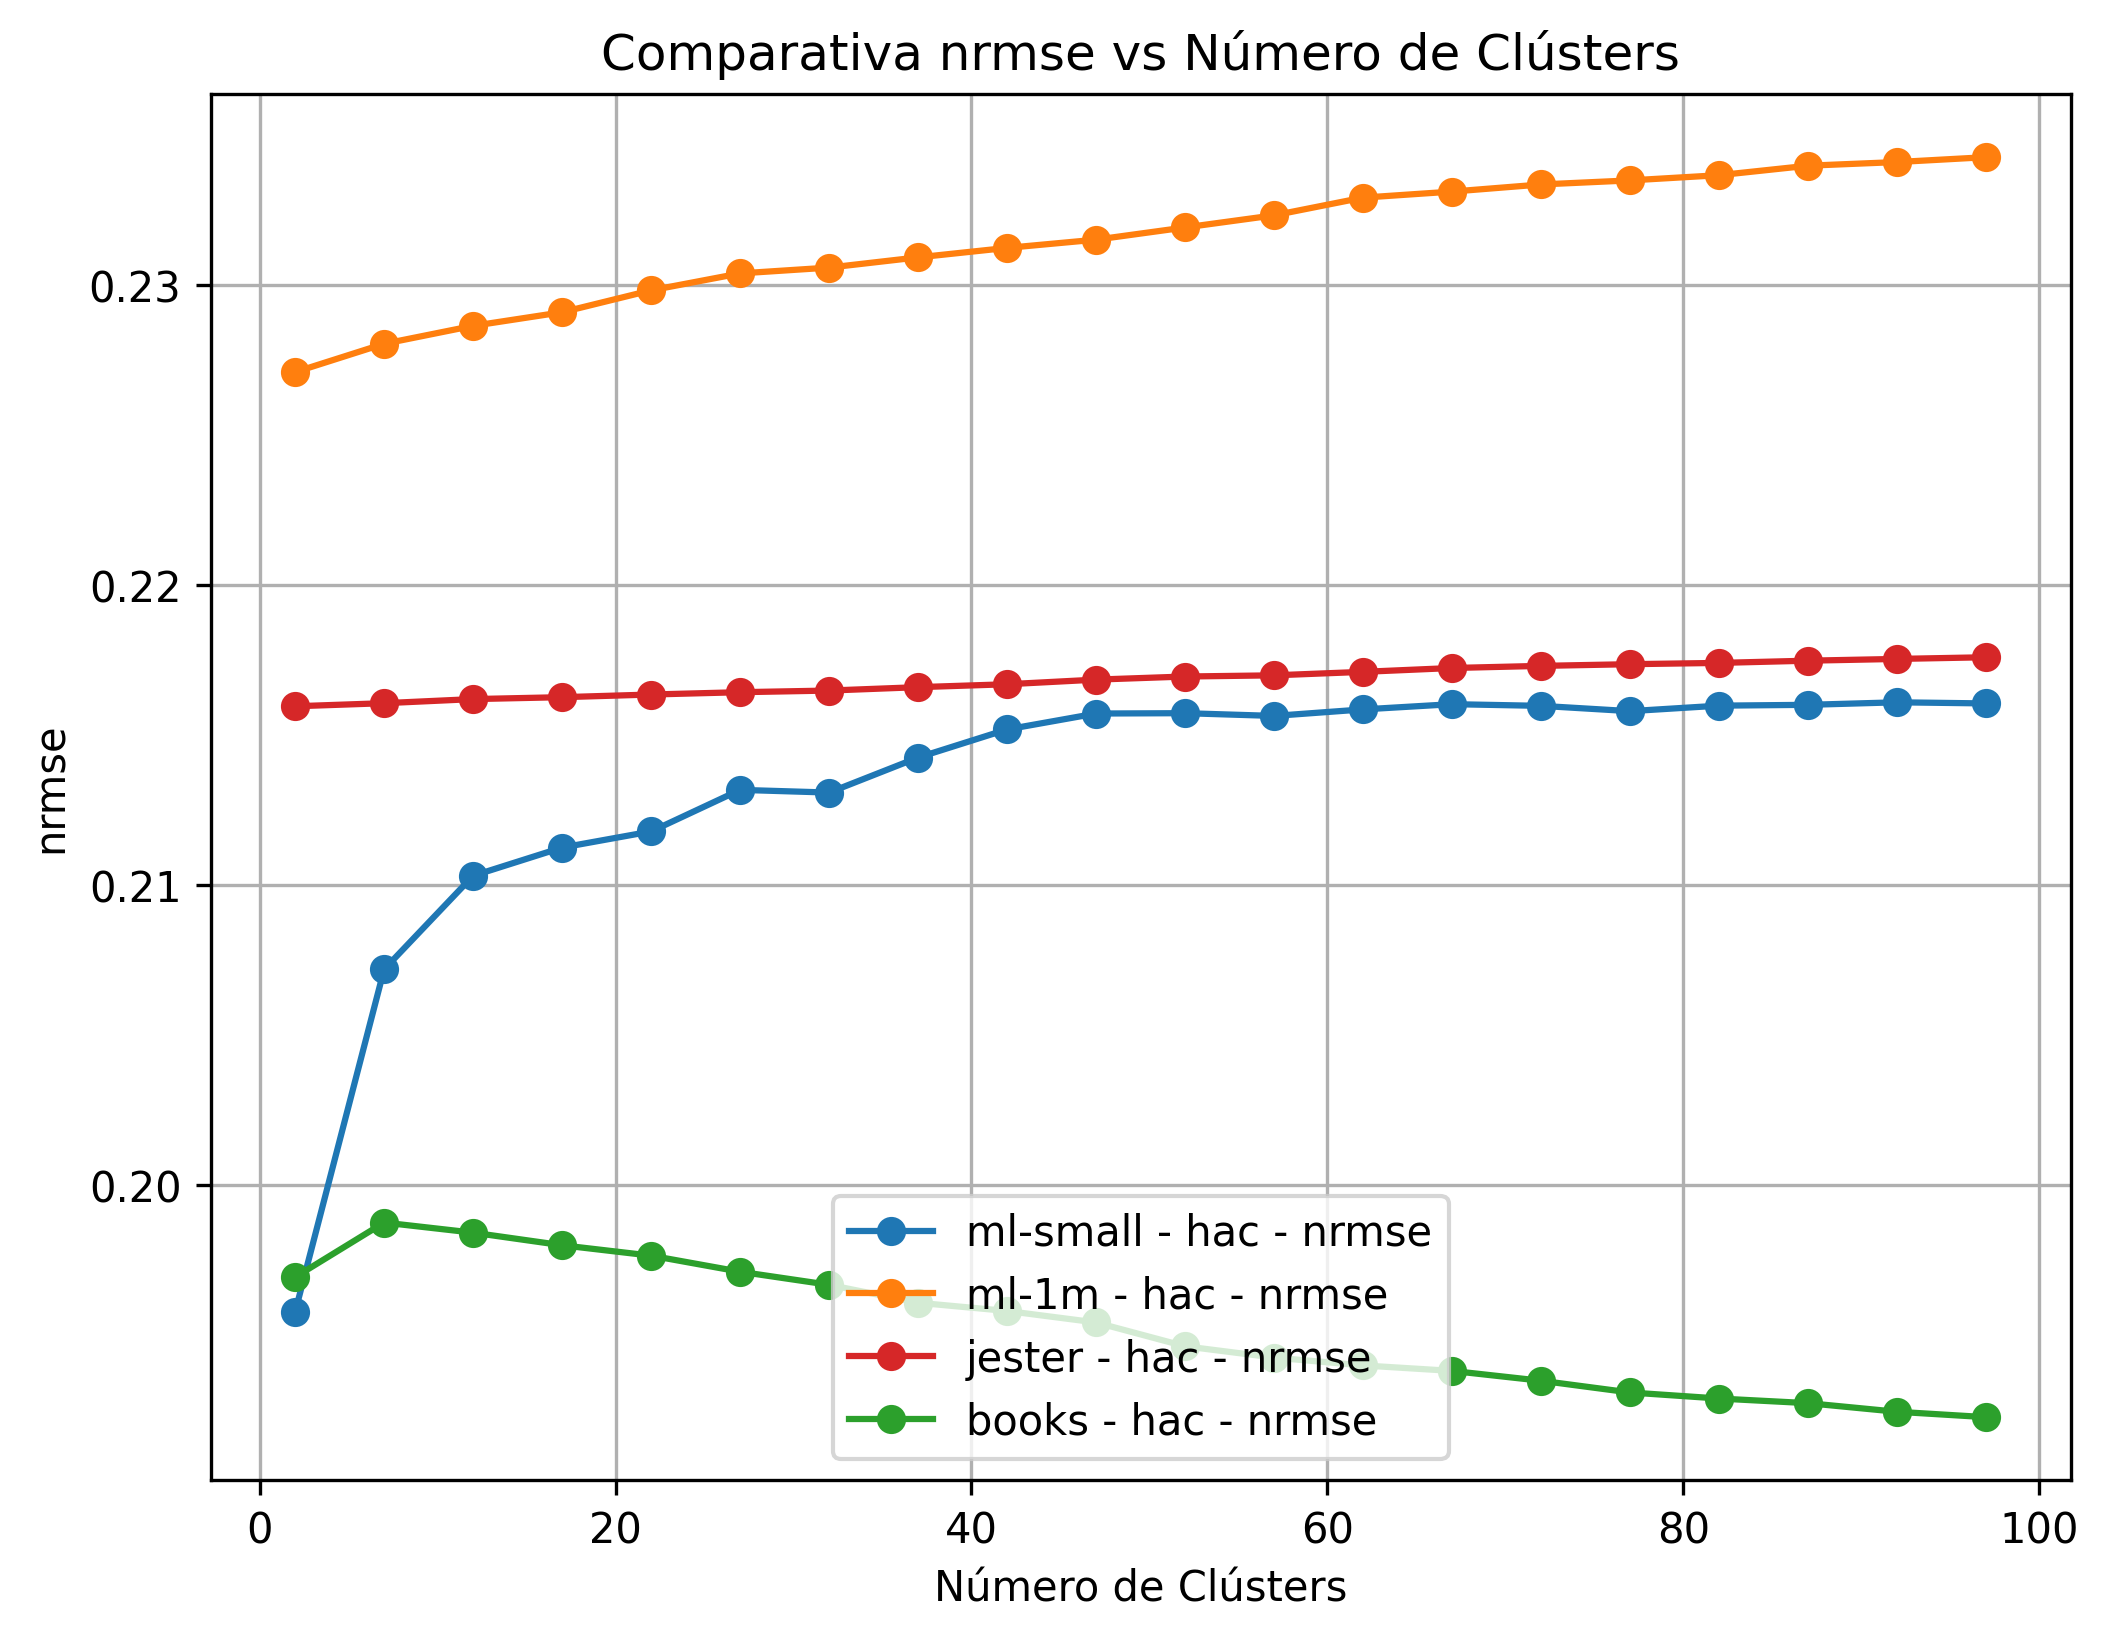 Comparativa nrmse vs Número de Clústers
nrmse
0.23
0.22
0.21
0.20
ml-small - hac - nrmse
ml-1m - hac - nrmse
jester - hac - nrmse
books - hac - nrmse
0 20 40 60 80 100
Número de Clústers